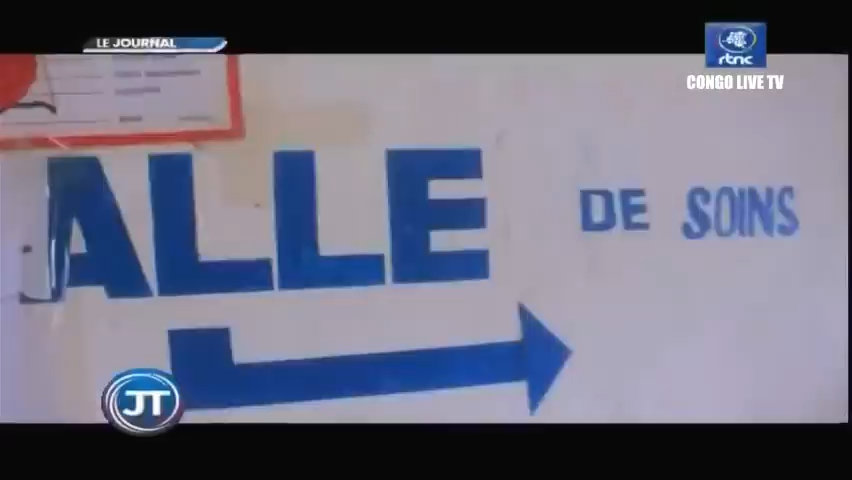 LE JOURNAL
rtnc
CONGO LIVE TV
ALLE DE SOINS
JT